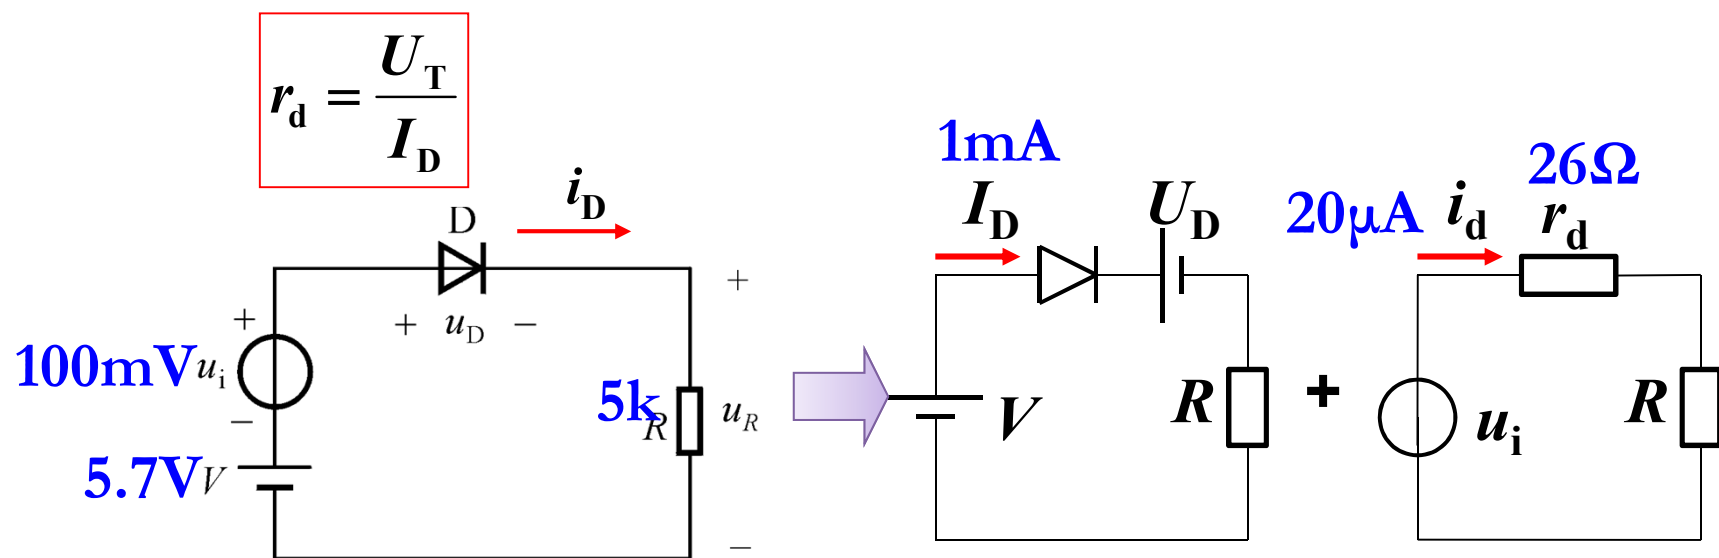 r_d = U_T / I_D
D
i_D
+ u_D −
+
100mV u_i
−
5.7V V
+
5k R u_R
−
1mA
I_D
U_D
V
R
+
20μA i_d
26Ω
r_d
u_i
R